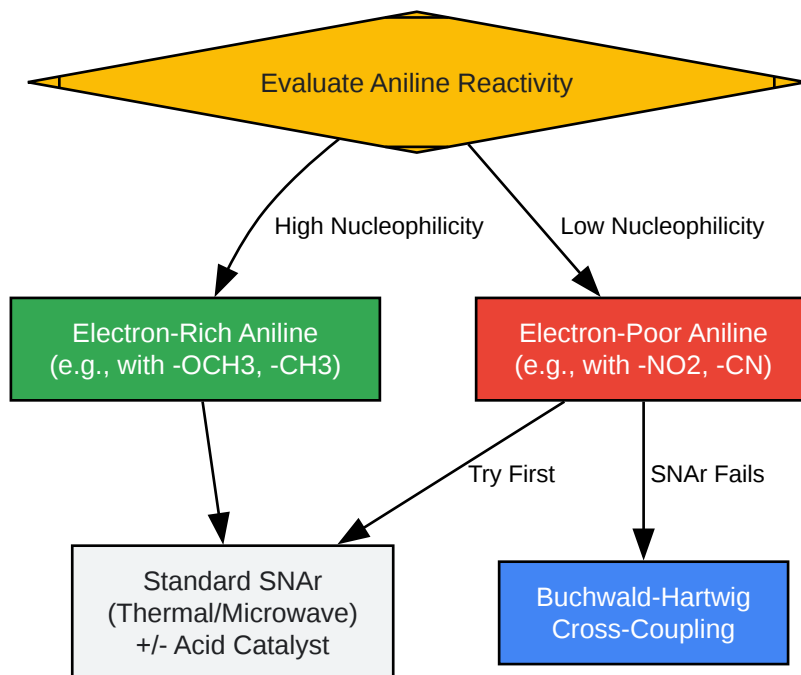 Evaluate Aniline Reactivity
High Nucleophilicity
Low Nucleophilicity
Electron-Rich Aniline
(e.g., with -OCH3, -CH3)
Electron-Poor Aniline
(e.g., with -NO2, -CN)
Try First
SNAr Fails
Standard SNAr
(Thermal/Microwave)
+/- Acid Catalyst
Buchwald-Hartwig
Cross-Coupling